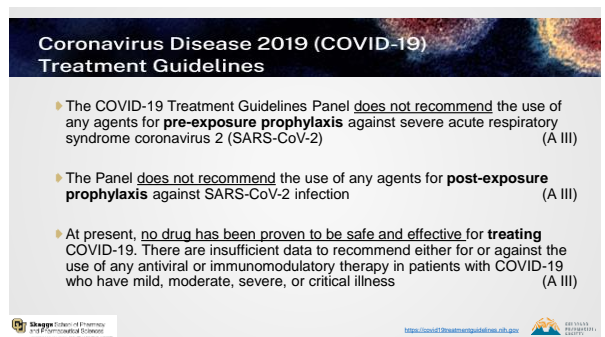 Coronavirus Disease 2019 (COVID-19)
Treatment Guidelines
The COVID-19 Treatment Guidelines Panel does not recommend the use of
any agents for pre-exposure prophylaxis against severe acute respiratory
syndrome coronavirus 2 (SARS-CoV-2) (A III)
The Panel does not recommend the use of any agents for post-exposure
prophylaxis against SARS-CoV-2 infection (A III)
At present, no drug has been proven to be safe and effective for treating
COVID-19. There are insufficient data to recommend either for or against the
use of any antiviral or immunomodulatory therapy in patients with COVID-19
who have mild, moderate, severe, or critical illness (A III)
Skaggs School of Pharmacy
and Pharmaceutical Sciences
https://covid19treatmentguidelines.nih.gov
SOCIETY